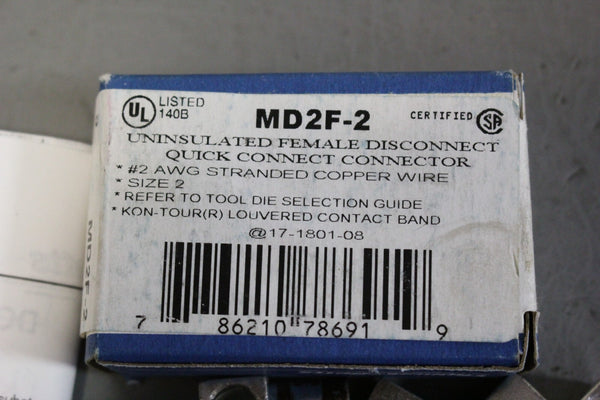 UL LISTED
140B
MD2F-2
CERTIFIED SA
UNINSULATED FEMALE DISCONNECT
QUICK CONNECT CONNECTOR
* #2 AWG STRANDED COPPER WIRE
* SIZE 2
* REFER TO TOOL DIE SELECTION GUIDE
* KON-TOUR(R) LOUVERED CONTACT BAND
@17-1801-08
7 86210 78691 9
MD2F-2